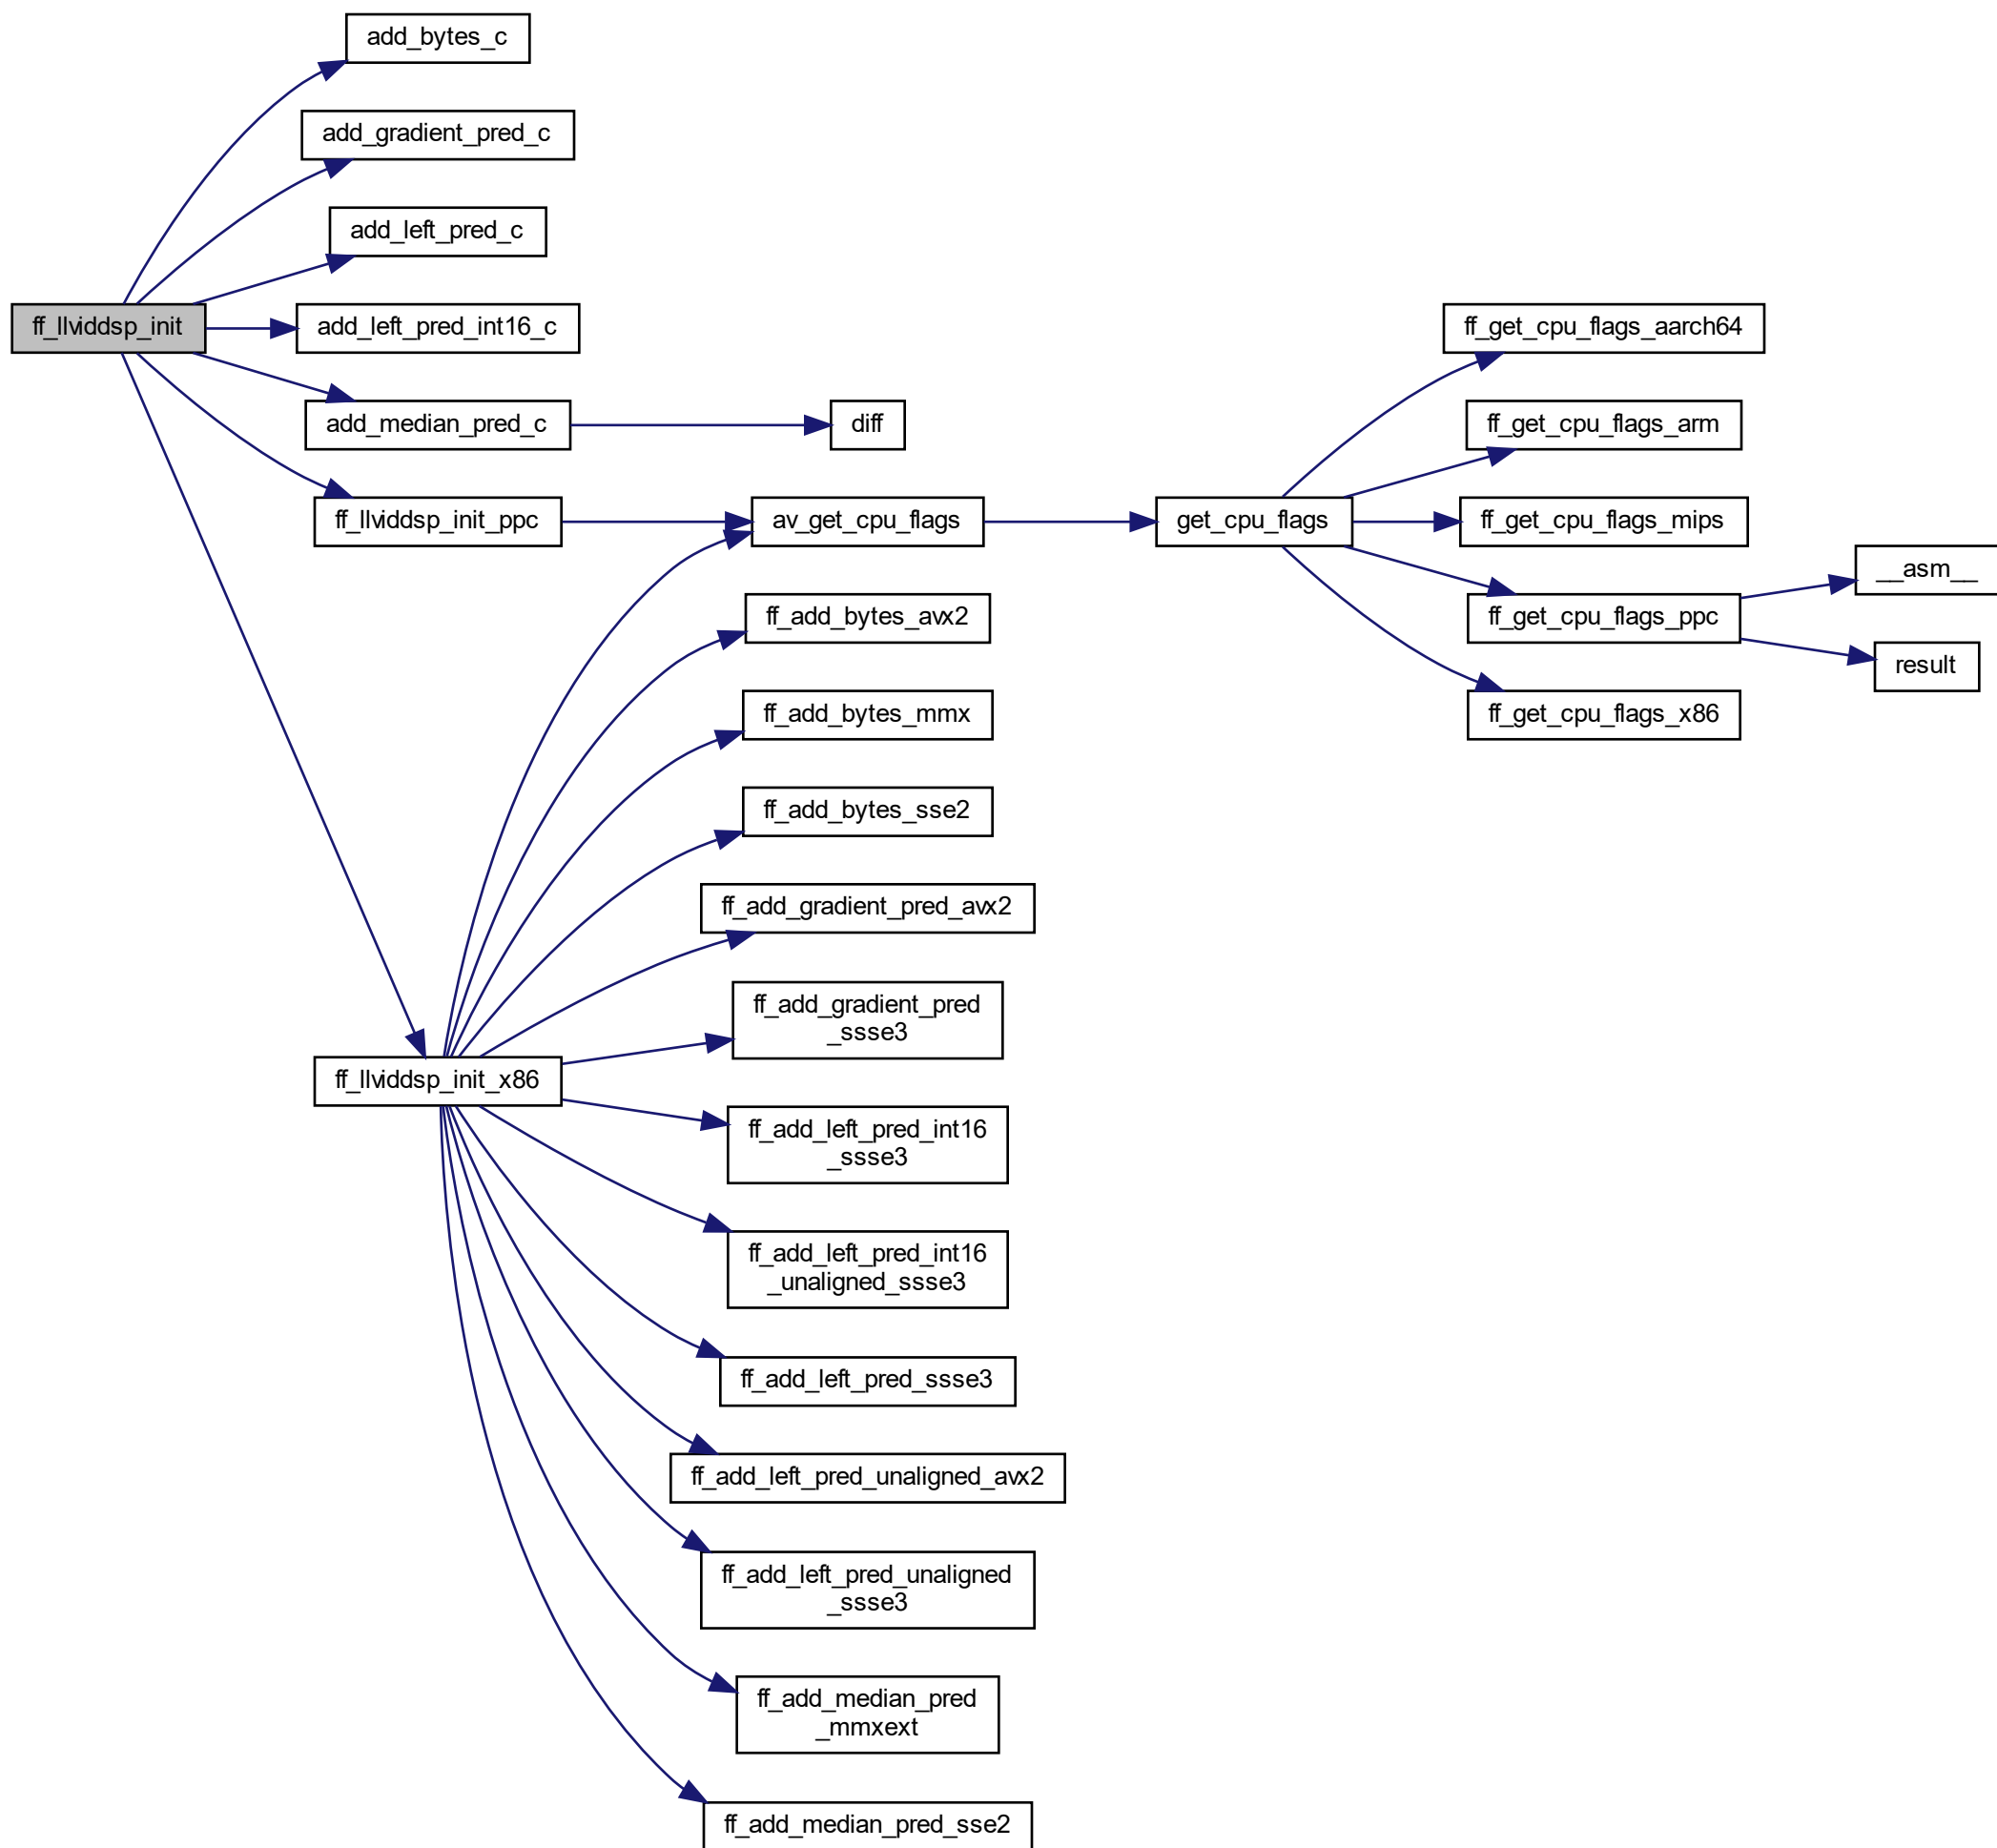 add_bytes_c
add_gradient_pred_c
add_left_pred_c
ff_llviddsp_init
add_left_pred_int16_c
ff_get_cpu_flags_aarch64
add_median_pred_c
diff
ff_get_cpu_flags_arm
ff_llviddsp_init_ppc
av_get_cpu_flags
get_cpu_flags
ff_get_cpu_flags_mips
__asm__
ff_add_bytes_avx2
ff_get_cpu_flags_ppc
result
ff_add_bytes_mmx
ff_get_cpu_flags_x86
ff_add_bytes_sse2
ff_add_gradient_pred_avx2
ff_add_gradient_pred
_ssse3
ff_llviddsp_init_x86
ff_add_left_pred_int16
_ssse3
ff_add_left_pred_int16
_unaligned_ssse3
ff_add_left_pred_ssse3
ff_add_left_pred_unaligned_avx2
ff_add_left_pred_unaligned
_ssse3
ff_add_median_pred
_mmxext
ff_add_median_pred_sse2